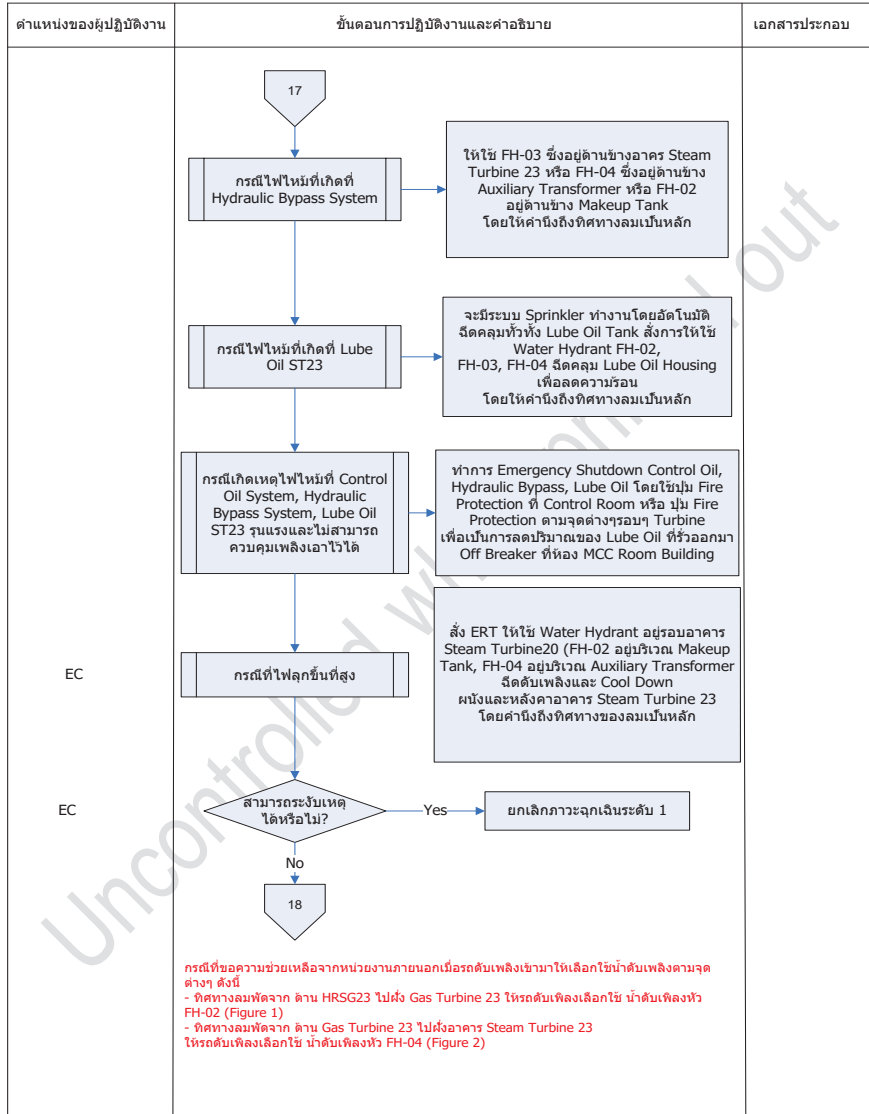 ตำแหน่งของผู้ปฏิบัติงาน
ขั้นตอนการปฏิบัติงานและคำอธิบาย
เอกสารประกอบ
17
กรณีไฟไหม้ที่เกิดที่
Hydraulic Bypass System
ให้ใช้ FH-03 ซึ่งอยู่ด้านข้างอาคร Steam
Turbine 23 หรือ FH-04 ซึ่งอยู่ด้านข้าง
Auxiliary Transformer หรือ FH-02
อยู่ด้านข้าง Makeup Tank
โดยให้คำนึงถึงทิศทางลมเป็นหลัก
กรณีไฟไหม้ที่เกิดที่ Lube
Oil ST23
จะมีระบบ Sprinkler ทำงานโดยอัตโนมัติ
ฉีดคลุมทั่วทั้ง Lube Oil Tank สั่งการให้ใช้
Water Hydrant FH-02,
FH-03, FH-04 ฉีดคลุม Lube Oil Housing
เพื่อลดความร้อน
โดยให้คำนึงถึงทิศทางลมเป็นหลัก
กรณีเกิดเหตุไฟไหม้ที่ Control
Oil System, Hydraulic
Bypass System, Lube Oil
ST23 รุนแรงและไม่สามารถ
ควบคุมเพลิงเอาไว้ได้
ทำการ Emergency Shutdown Control Oil,
Hydraulic Bypass, Lube Oil โดยใช้ปุ่ม Fire
Protection ที่ Control Room หรือ ปุ่ม Fire
Protection ตามจุดต่างๆรอบๆ Turbine
เพื่อเป็นการลดปริมาณของ Lube Oil ที่รั่วออกมา
Off Breaker ที่ห้อง MCC Room Building
EC
กรณีที่ไฟลุกขึ้นที่สูง
สั่ง ERT ให้ใช้ Water Hydrant อยู่รอบอาคาร
Steam Turbine20 (FH-02 อยู่บริเวณ Makeup
Tank, FH-04 อยู่บริเวณ Auxiliary Transformer
ฉีดดับเพลิงและ Cool Down
ผนังและหลังคาอาคาร Steam Turbine 23
โดยคำนึงถึงทิศทางของลมเป็นหลัก
EC
สามารถระงับเหตุ
ได้หรือไม่?
Yes
ยกเลิกภาวะฉุกเฉินระดับ 1
No
18
กรณีที่ขอความช่วยเหลือจากหน่วยงานภายนอกเมื่อรถดับเพลิงเข้ามาให้เลือกใช้น้ำดับเพลิงตามจุด
ต่างๆ ดังนี้
- ทิศทางลมพัดจาก ด้าน HRSG23 ไปฝั่ง Gas Turbine 23 ให้รถดับเพลิงเลือกใช้ น้ำดับเพลิงหัว
FH-02 (Figure 1)
- ทิศทางลมพัดจาก ด้าน Gas Turbine 23 ไปฝั่งอาคาร Steam Turbine 23
ให้รถดับเพลิงเลือกใช้ น้ำดับเพลิงหัว FH-04 (Figure 2)
Uncontrolled when out